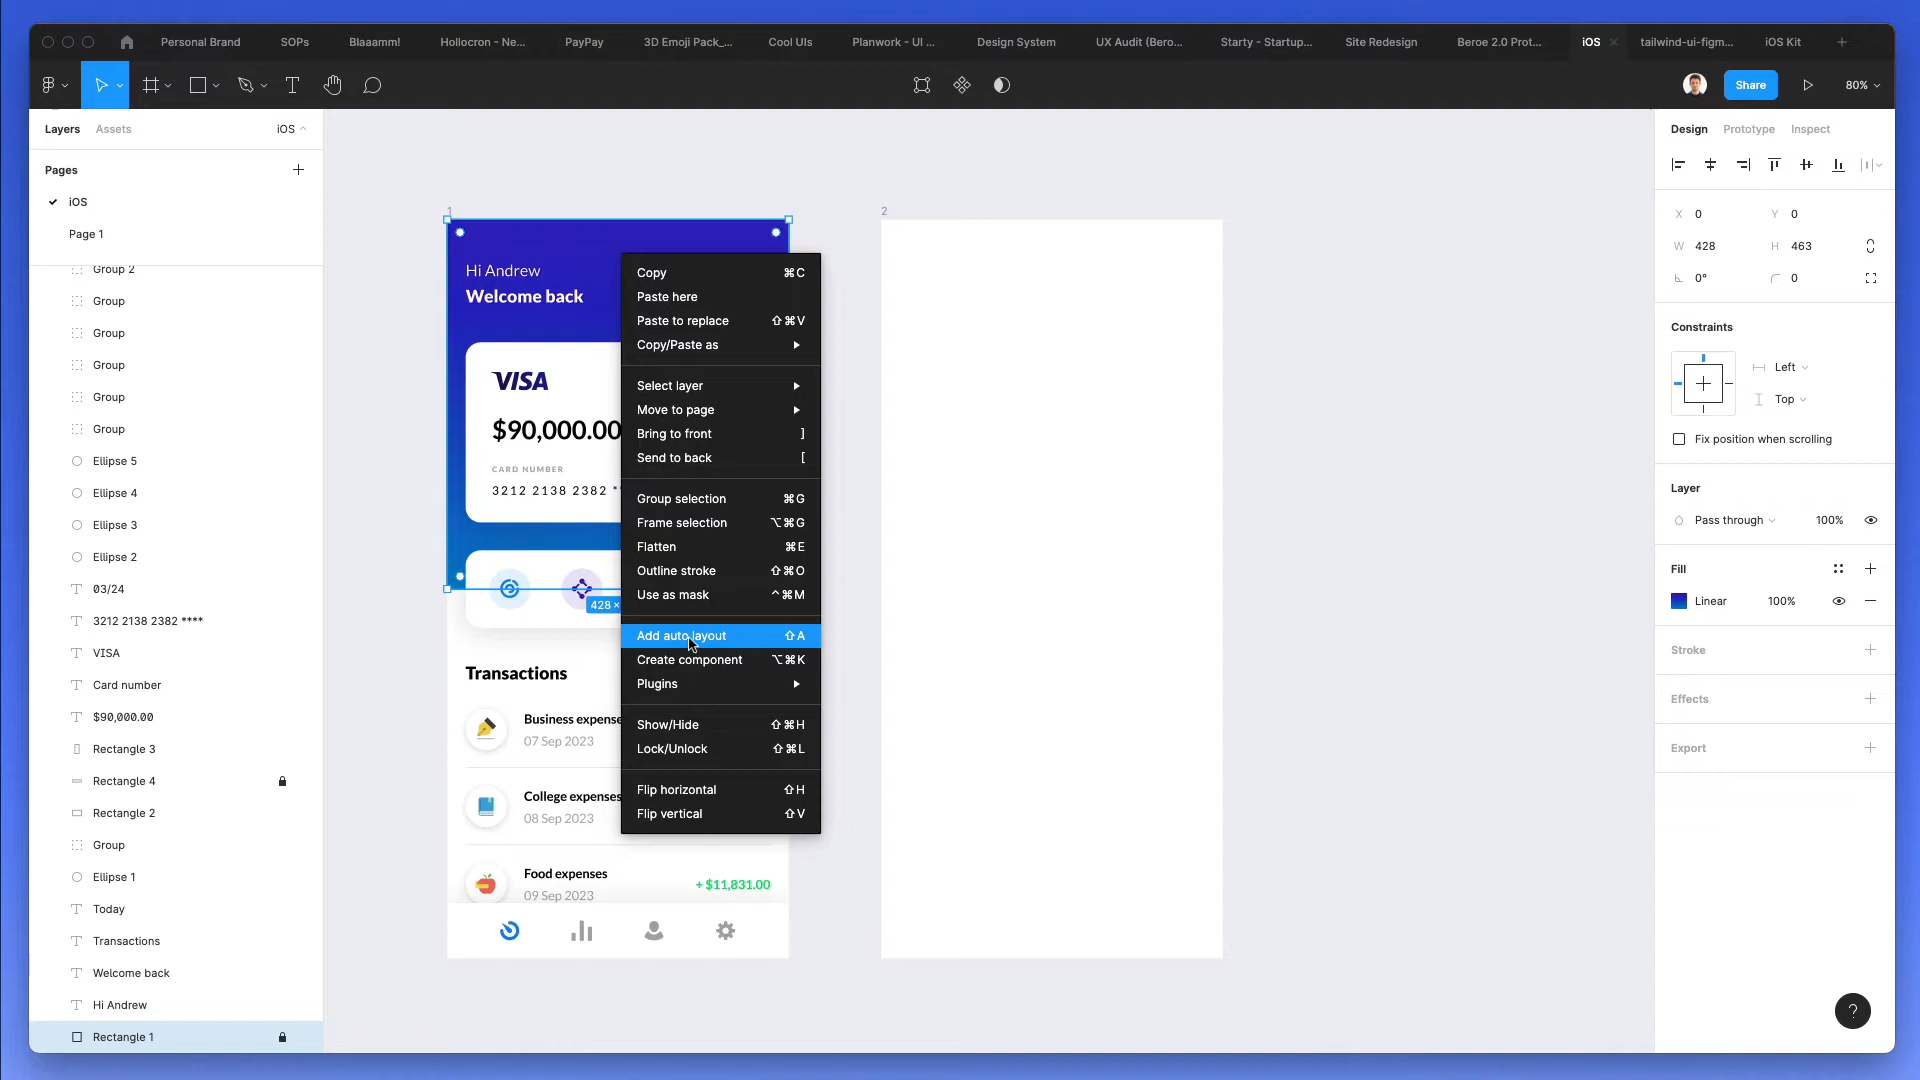 Personal Brand
SOPs
Blaaamm!
Hollocron - Ne...
PayPay
3D Emoji Pack_...
Cool UIs
Planwork - UI ...
Design System
UX Audit (Bero...
Starty - Startup...
Site Redesign
Beroe 2.0 Prot...
iOS
tailwind-ui-figm...
iOS Kit
Share
80%
Layers
Assets
iOS
Pages
iOS
Page 1
Group 2
Group
Group
Group
Group
Group
Ellipse 5
Ellipse 4
Ellipse 3
Ellipse 2
03/24
3212 2138 2382 ****
VISA
Card number
$90,000.00
Rectangle 3
Rectangle 4
Rectangle 2
Group
Ellipse 1
Today
Transactions
Welcome back
Hi Andrew
Rectangle 1
1
Hi Andrew
Welcome back
VISA
$90,000.00
CARD NUMBER
3212 2138 2382 *
428 ×
Transactions
Business expense
07 Sep 2023
College expenses
08 Sep 2023
Food expenses
09 Sep 2023
+ $11,831.00
Copy ⌘C
Paste here
Paste to replace ⇧⌘V
Copy/Paste as
Select layer
Move to page
Bring to front ]
Send to back [
Group selection ⌘G
Frame selection ⌥⌘G
Flatten ⌘E
Outline stroke ⇧⌘O
Use as mask ^⌘M
Add auto layout ⇧A
Create component ⌥⌘K
Plugins
Show/Hide ⇧⌘H
Lock/Unlock ⇧⌘L
Flip horizontal ⇧H
Flip vertical ⇧V
2
Design
Prototype
Inspect
X 0
Y 0
W 428
H 463
0°
0
Constraints
Left
Top
Fix position when scrolling
Layer
Pass through
100%
Fill
Linear
100%
Stroke
Effects
Export
?